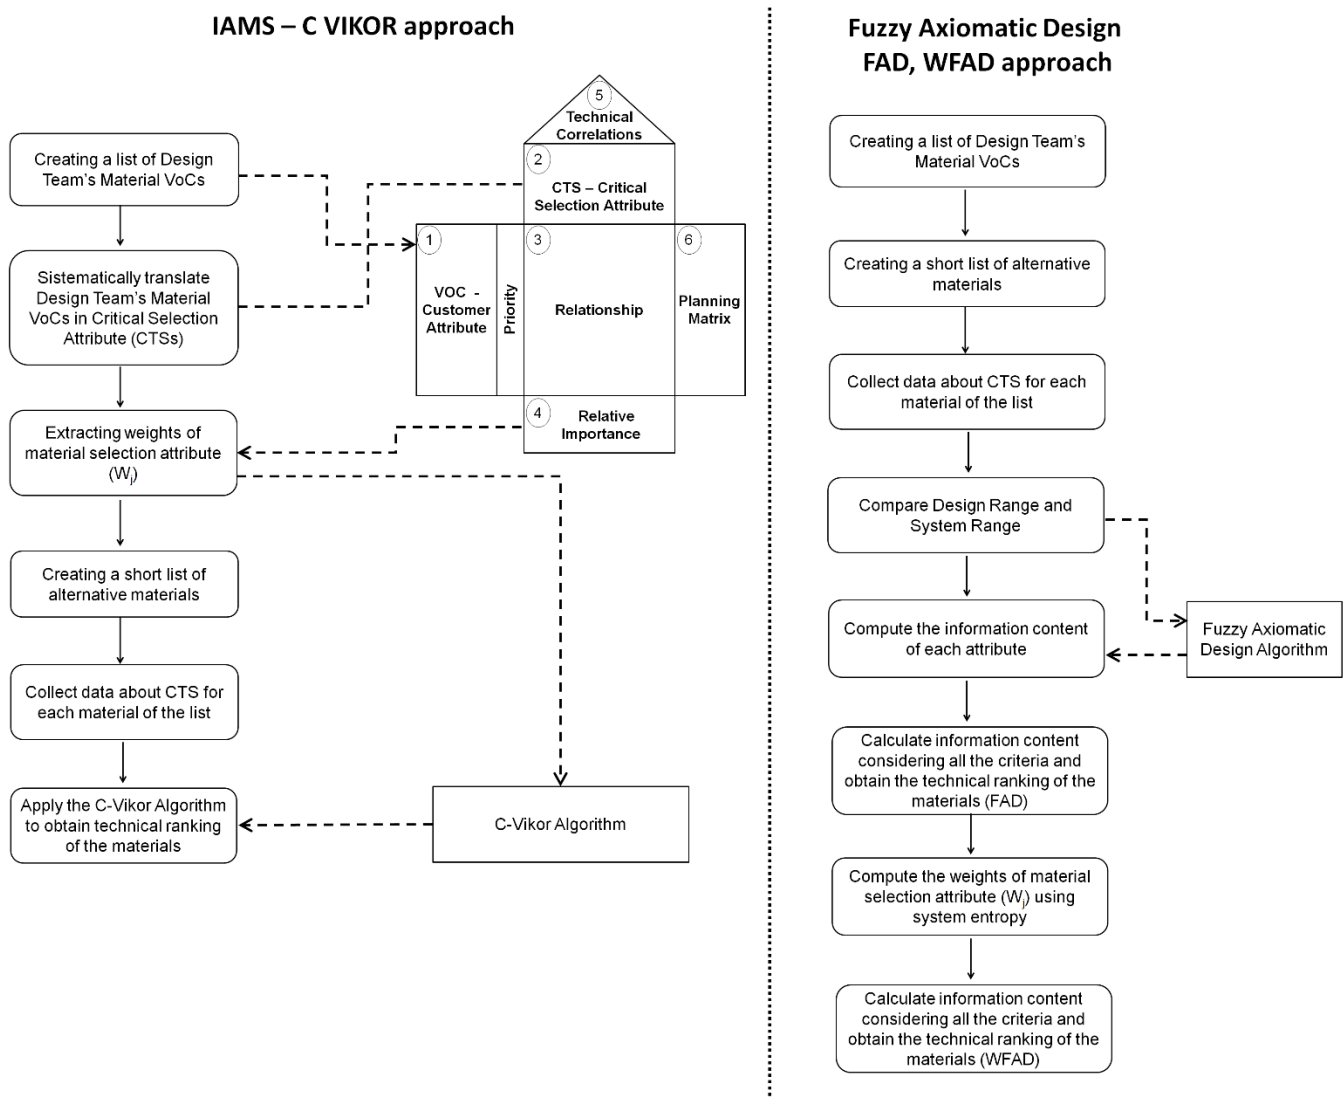 IAMS – C VIKOR approach
Creating a list of Design
Team's Material VoCs
Sistematically translate
Design Team's Material
VoCs in Critical Selection
Attribute (CTSs)
Extracting weights of
material selection attribute
(Wj)
Creating a short list of
alternative materials
Collect data about CTS for
each material of the list
Apply the C-Vikor Algorithm
to obtain technical ranking
of the materials
5
Technical
Correlations
2
CTS – Critical
Selection Attribute
1
VOC -
Customer
Attribute
Priority
3
Relationship
6
Planning
Matrix
4
Relative
Importance
C-Vikor Algorithm
Fuzzy Axiomatic Design
FAD, WFAD approach
Creating a list of Design Team's
Material VoCs
Creating a short list of alternative
materials
Collect data about CTS for each
material of the list
Compare Design Range and
System Range
Compute the information content
of each attribute
Fuzzy Axiomatic
Design Algorithm
Calculate information content
considering all the criteria and
obtain the technical ranking of the
materials (FAD)
Compute the weights of material
selection attribute (Wj) using
system entropy
Calculate information content
considering all the criteria and
obtain the technical ranking of the
materials (WFAD)